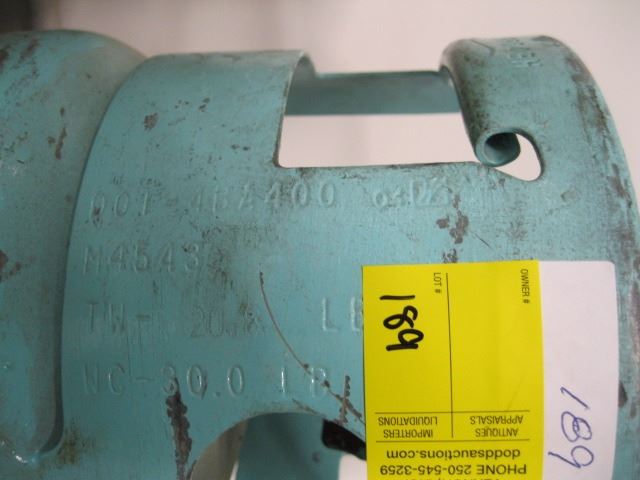 DOT-4BA400
M4543
TW- 20. LB
WC-30.0 LB
189
LOT #
OWNER #
IMPORTERS
LIQUIDATIONS
ANTIQUES
APPRAISALS
doddsauctions.com
PHONE 250-545-3259
189